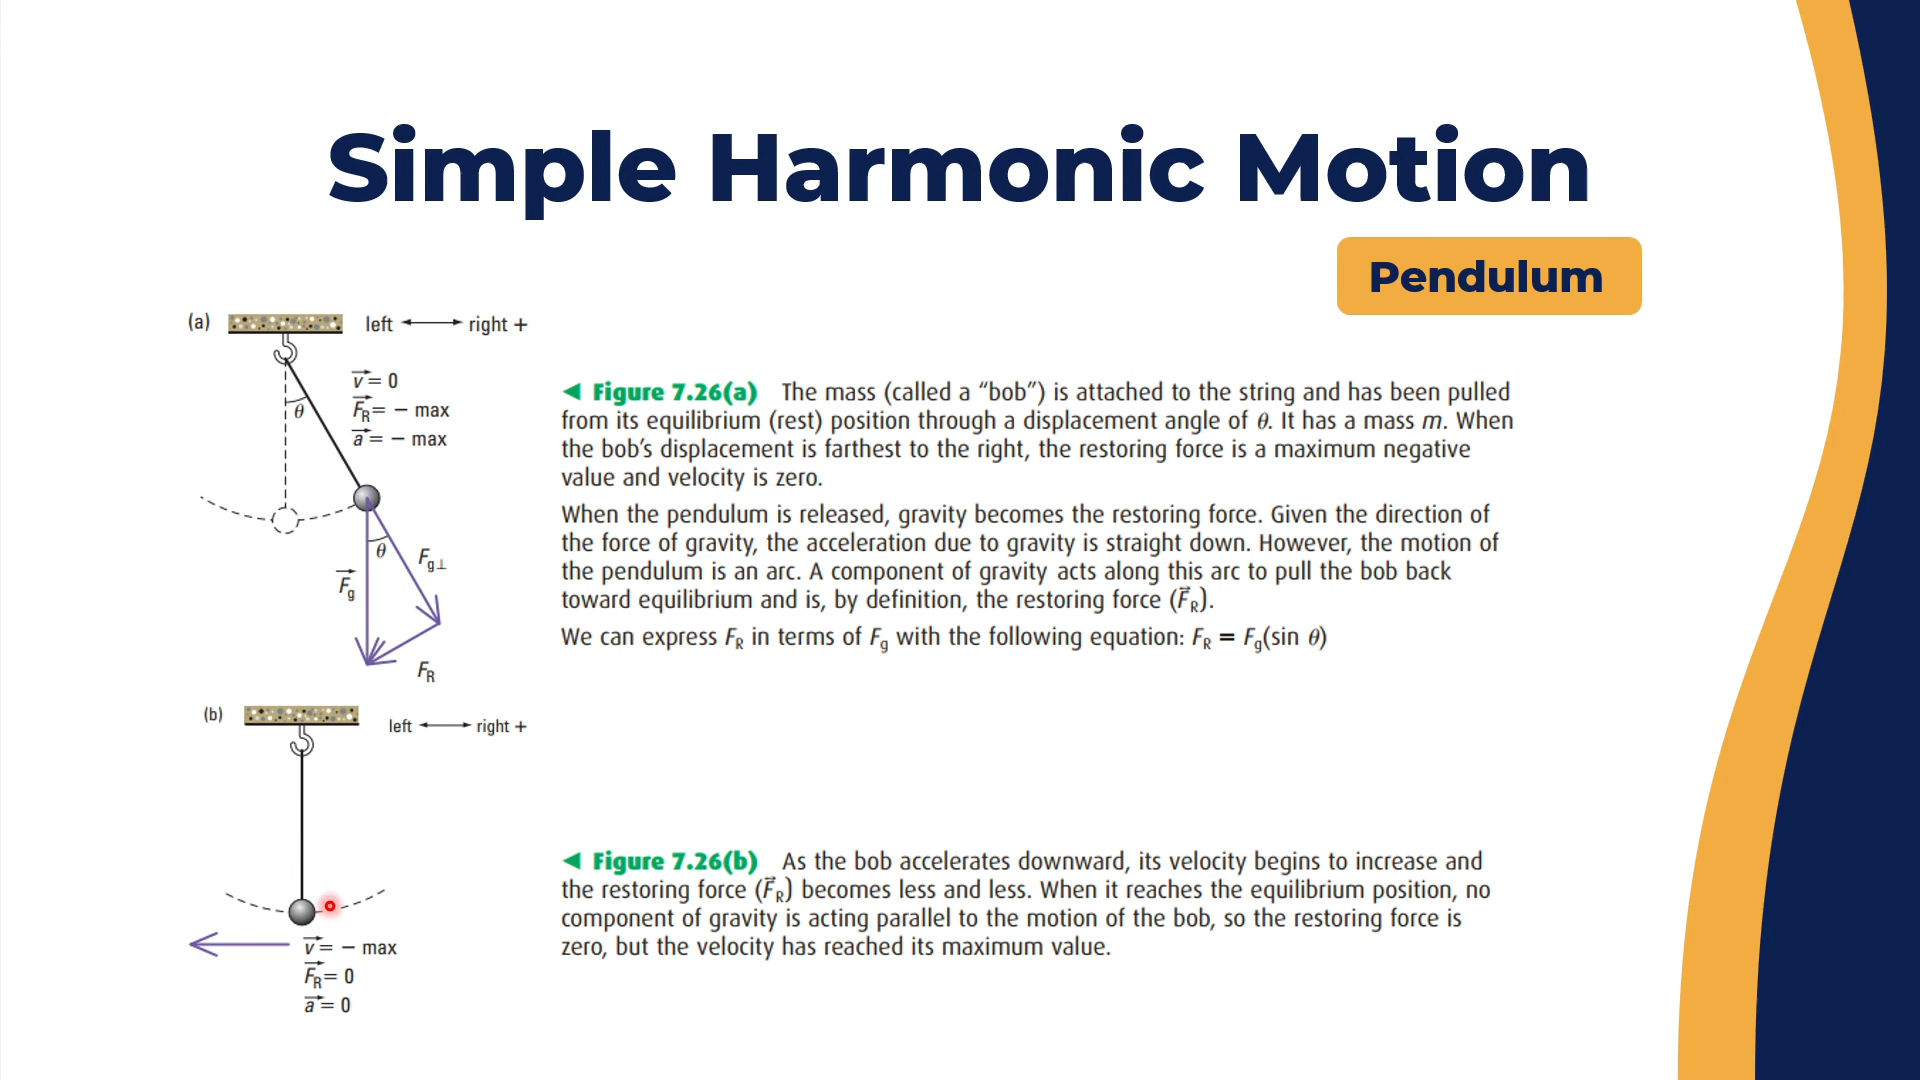 Simple Harmonic Motion
Pendulum
(a)
left ⟷ right +
v⃗ = 0
F⃗R = − max
a⃗ = − max
θ
θ
Fg⊥
F⃗g
FR
◄ Figure 7.26(a) The mass (called a “bob”) is attached to the string and has been pulled
from its equilibrium (rest) position through a displacement angle of θ. It has a mass m. When
the bob’s displacement is farthest to the right, the restoring force is a maximum negative
value and velocity is zero.
When the pendulum is released, gravity becomes the restoring force. Given the direction of
the force of gravity, the acceleration due to gravity is straight down. However, the motion of
the pendulum is an arc. A component of gravity acts along this arc to pull the bob back
toward equilibrium and is, by definition, the restoring force (F⃗R).
We can express FR in terms of Fg with the following equation: FR = Fg(sin θ)
(b)
left ⟷ right +
v⃗ = − max
F⃗R = 0
a⃗ = 0
◄ Figure 7.26(b) As the bob accelerates downward, its velocity begins to increase and
the restoring force (F⃗R) becomes less and less. When it reaches the equilibrium position, no
component of gravity is acting parallel to the motion of the bob, so the restoring force is
zero, but the velocity has reached its maximum value.